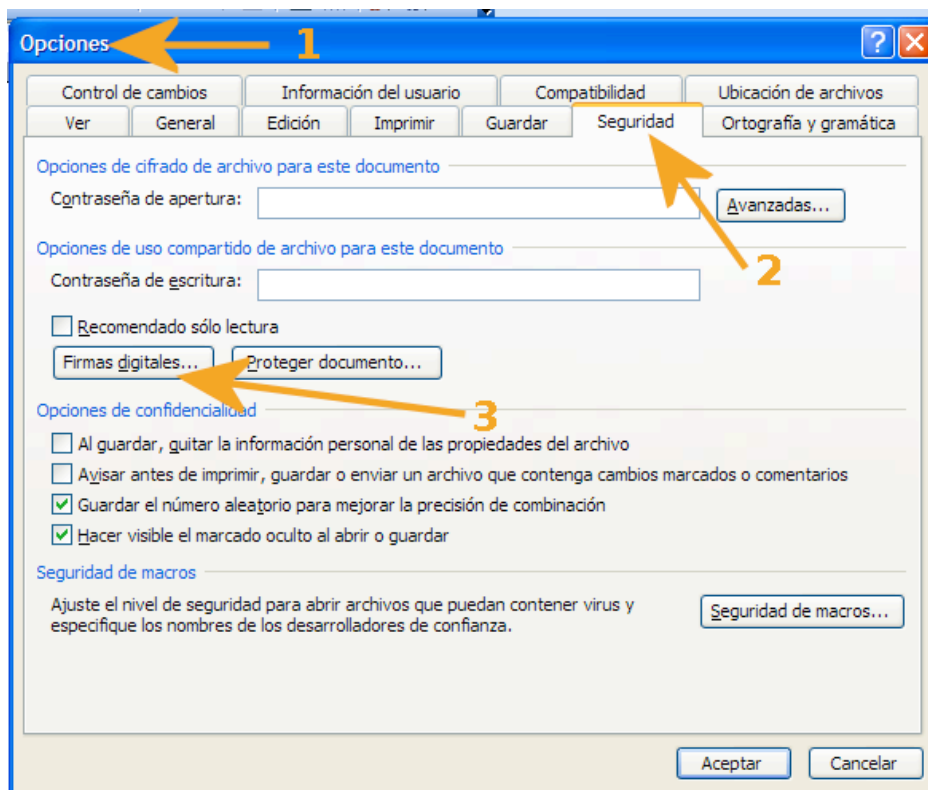 Opciones
1
Control de cambios
Información del usuario
Compatibilidad
Ubicación de archivos
Ver
General
Edición
Imprimir
Guardar
Seguridad
Ortografía y gramática
Opciones de cifrado de archivo para este documento
Contraseña de apertura:
Avanzadas...
Opciones de uso compartido de archivo para este documento
2
Contraseña de escritura:
Recomendado sólo lectura
Firmas digitales...
Proteger documento...
3
Opciones de confidencialidad
Al guardar, quitar la información personal de las propiedades del archivo
Avisar antes de imprimir, guardar o enviar un archivo que contenga cambios marcados o comentarios
Guardar el número aleatorio para mejorar la precisión de combinación
Hacer visible el marcado oculto al abrir o guardar
Seguridad de macros
Ajuste el nivel de seguridad para abrir archivos que puedan contener virus y
especifique los nombres de los desarrolladores de confianza.
Seguridad de macros...
Aceptar
Cancelar